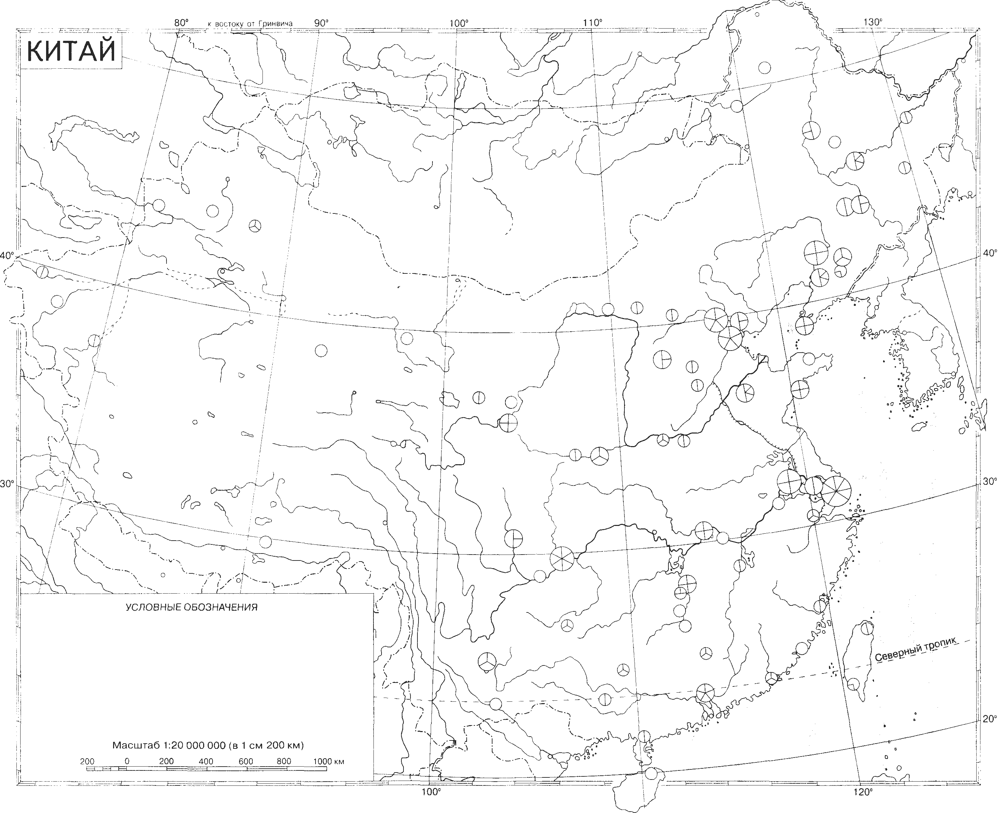 80° к востоку от Гринвича 90° 100° 110° 130°
КИТАЙ
40° 40°
30° 30°
УСЛОВНЫЕ ОБОЗНАЧЕНИЯ
Северный тропик
20°
Масштаб 1:20 000 000 (в 1 см 200 км)
200 0 200 400 600 800 1000 км
100° 120°